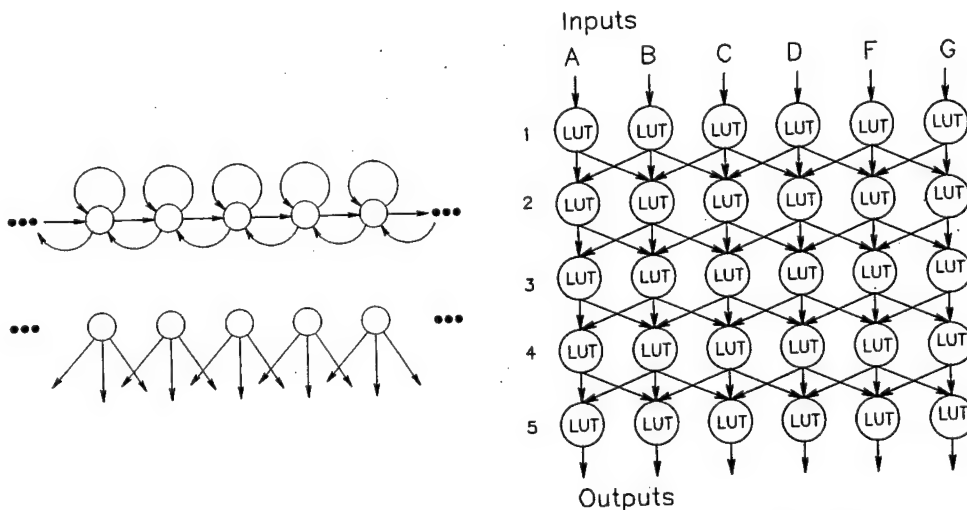 Inputs
A B C D F G
1 LUT LUT LUT LUT LUT LUT
2 LUT LUT LUT LUT LUT LUT
3 LUT LUT LUT LUT LUT LUT
4 LUT LUT LUT LUT LUT LUT
5 LUT LUT LUT LUT LUT LUT
Outputs